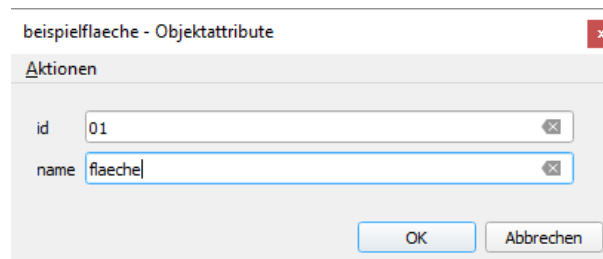 beispielflaeche - Objektattribute
Aktionen
id 01
name flaeche
OK Abbrechen